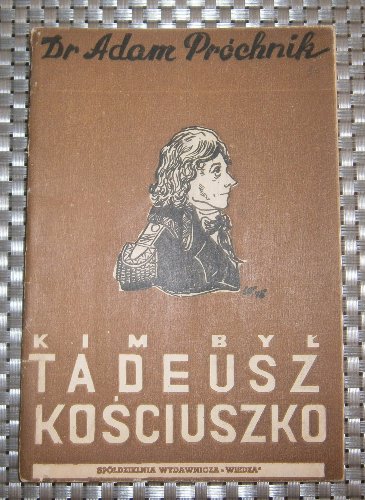 Dr Adam Próchnik
KIM BYŁ
TADEUSZ
KOŚCIUSZKO
SPÓŁDZIELNIA WYDAWNICZA „WIEDZA"